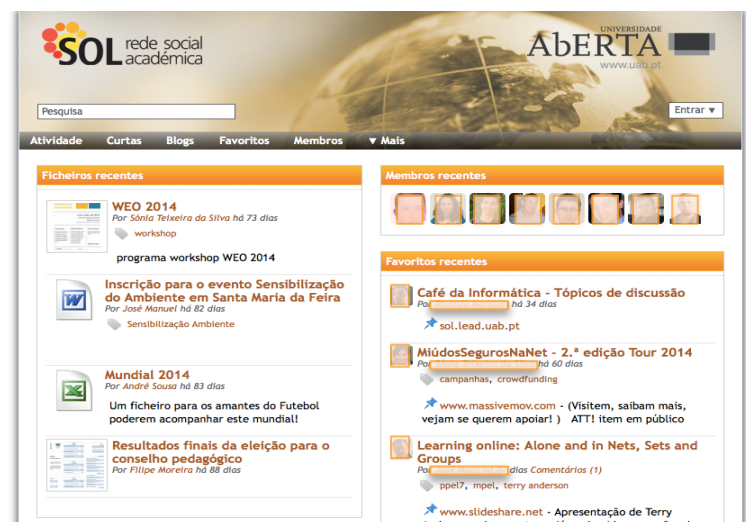 SOL rede social
académica
UNIVERSIDADE
AbERTA
www.uab.pt
Pesquisa
Entrar ▼
Atividade Curtas Blogs Favoritos Membros ▼ Mais
Ficheiros recentes
WEO 2014
Por Sónia Teixeira da Silva há 73 dias
workshop
programa workshop WEO 2014
Inscrição para o evento Sensibilização
do Ambiente em Santa Maria da Feira
Por José Manuel há 82 dias
Sensibilização Ambiente
Mundial 2014
Por André Sousa há 83 dias
Um ficheiro para os amantes do Futebol
poderem acompanhar este mundial!
Resultados finais da eleição para o
conselho pedagógico
Por Filipe Moreira há 88 dias
Membros recentes
Favoritos recentes
Café da Informática - Tópicos de discussão
Por há 34 dias
sol.lead.uab.pt
MiúdosSegurosNaNet - 2.ª edição Tour 2014
Por há 60 dias
campanhas, crowdfunding
www.massivemov.com - (Visitem, saibam mais,
vejam se querem apoiar! ) ATT! item em público
Learning online: Alone and in Nets, Sets and
Groups
Por dias Comentários (1)
ppel7, mpel, terry anderson
www.slideshare.net - Apresentação de Terry